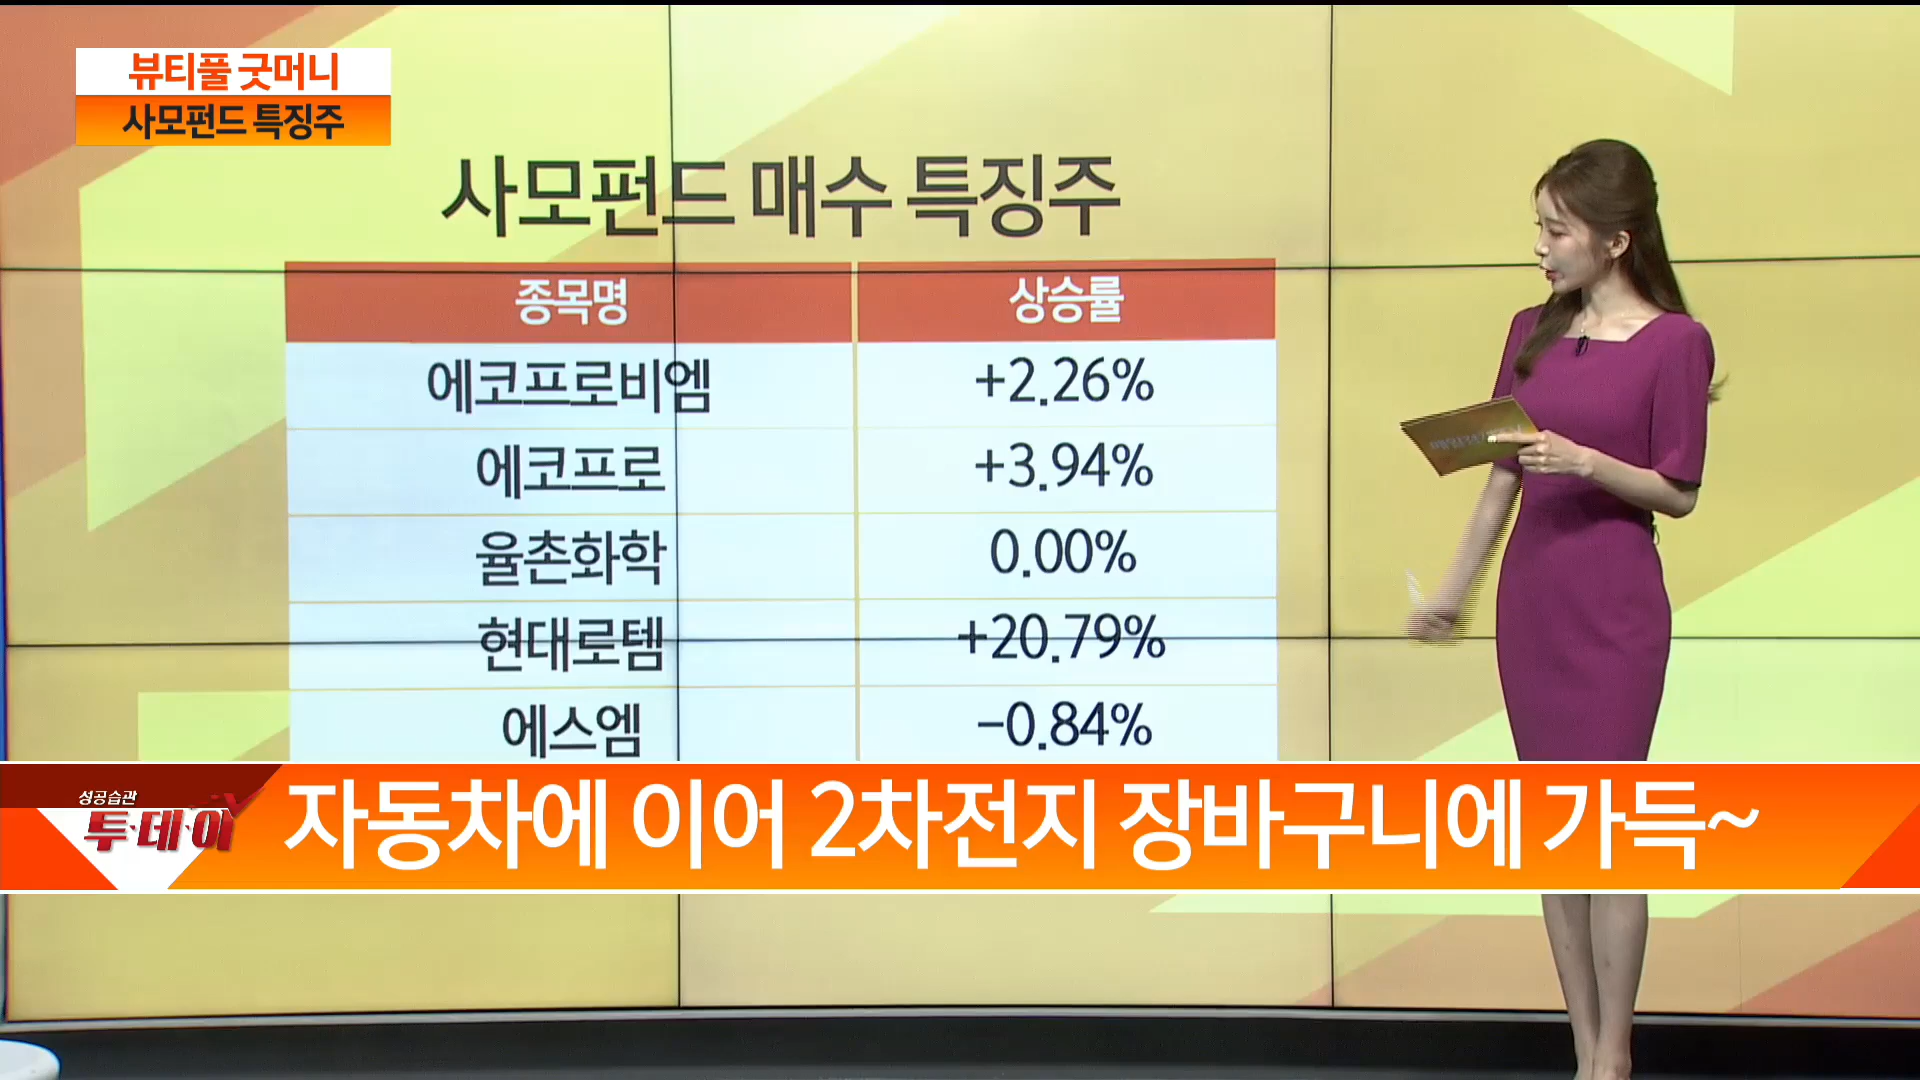 뷰티풀 굿머니
사모펀드 특징주
사모펀드 매수 특징주
종목명 상승률
에코프로비엠 +2.26%
에코프로 +3.94%
율촌화학 0.00%
현대로템 +20.79%
에스엠 -0.84%
성공습관
투·데·이
자동차에 이어 2차전지 장바구니에 가득~